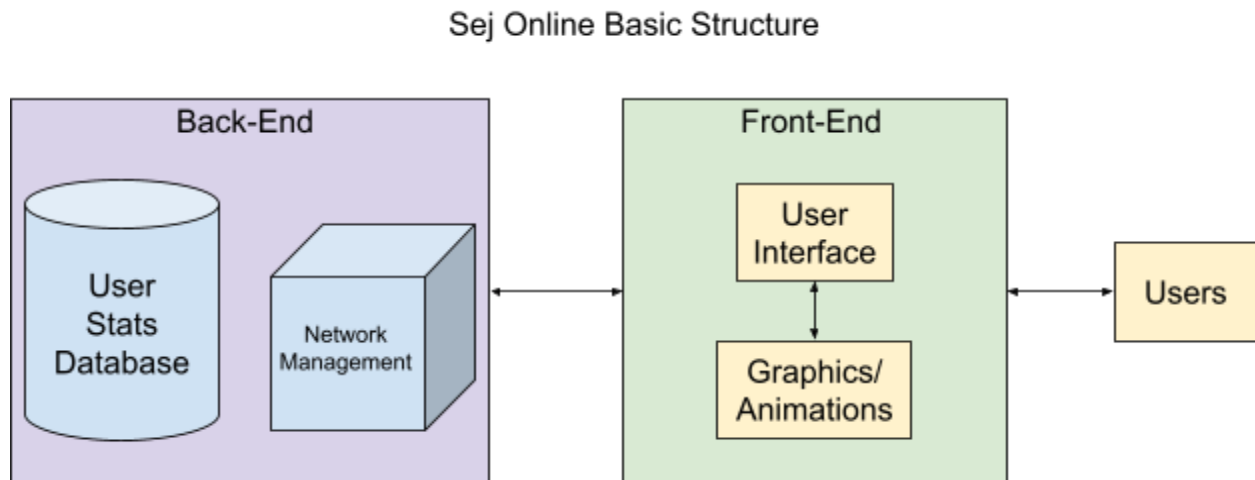 Sej Online Basic Structure
Back-End
User
Stats
Database
Network
Management
Front-End
User
Interface
Graphics/
Animations
Users